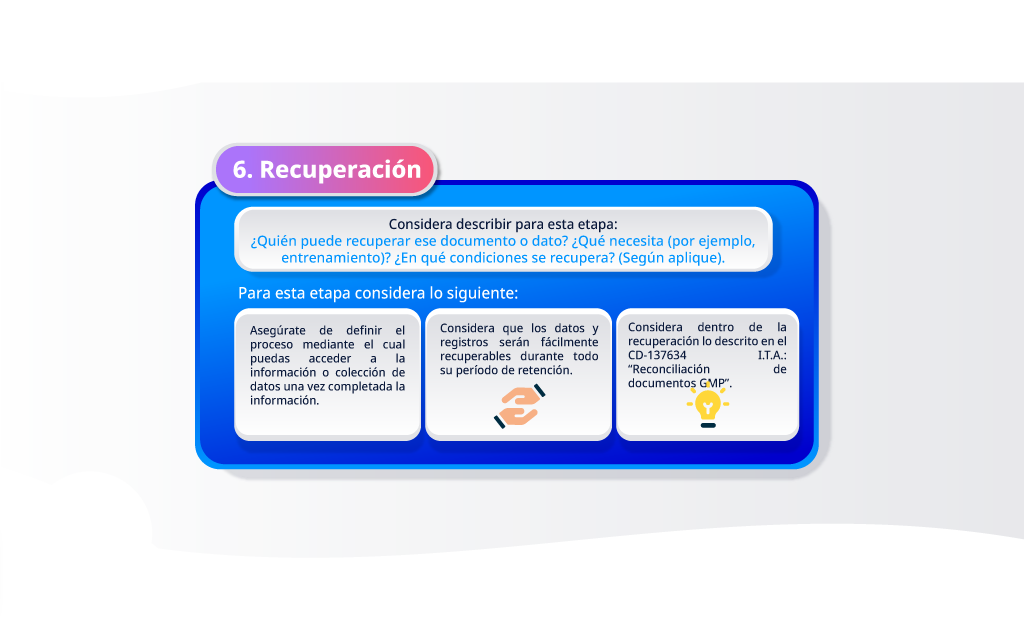 6. Recuperación
Considera describir para esta etapa:
¿Quién puede recuperar ese documento o dato? ¿Qué necesita (por ejemplo,
entrenamiento)? ¿En qué condiciones se recupera? (Según aplique).
Para esta etapa considera lo siguiente:
Asegúrate de definir el
proceso mediante el cual
puedas acceder a la
información o colección de
datos una vez completada la
información.
Considera que los datos y
registros serán fácilmente
recuperables durante todo
su período de retención.
Considera dentro de la
recuperación lo descrito en el
CD-137634 I.T.A.:
“Reconciliación de
documentos GMP”.